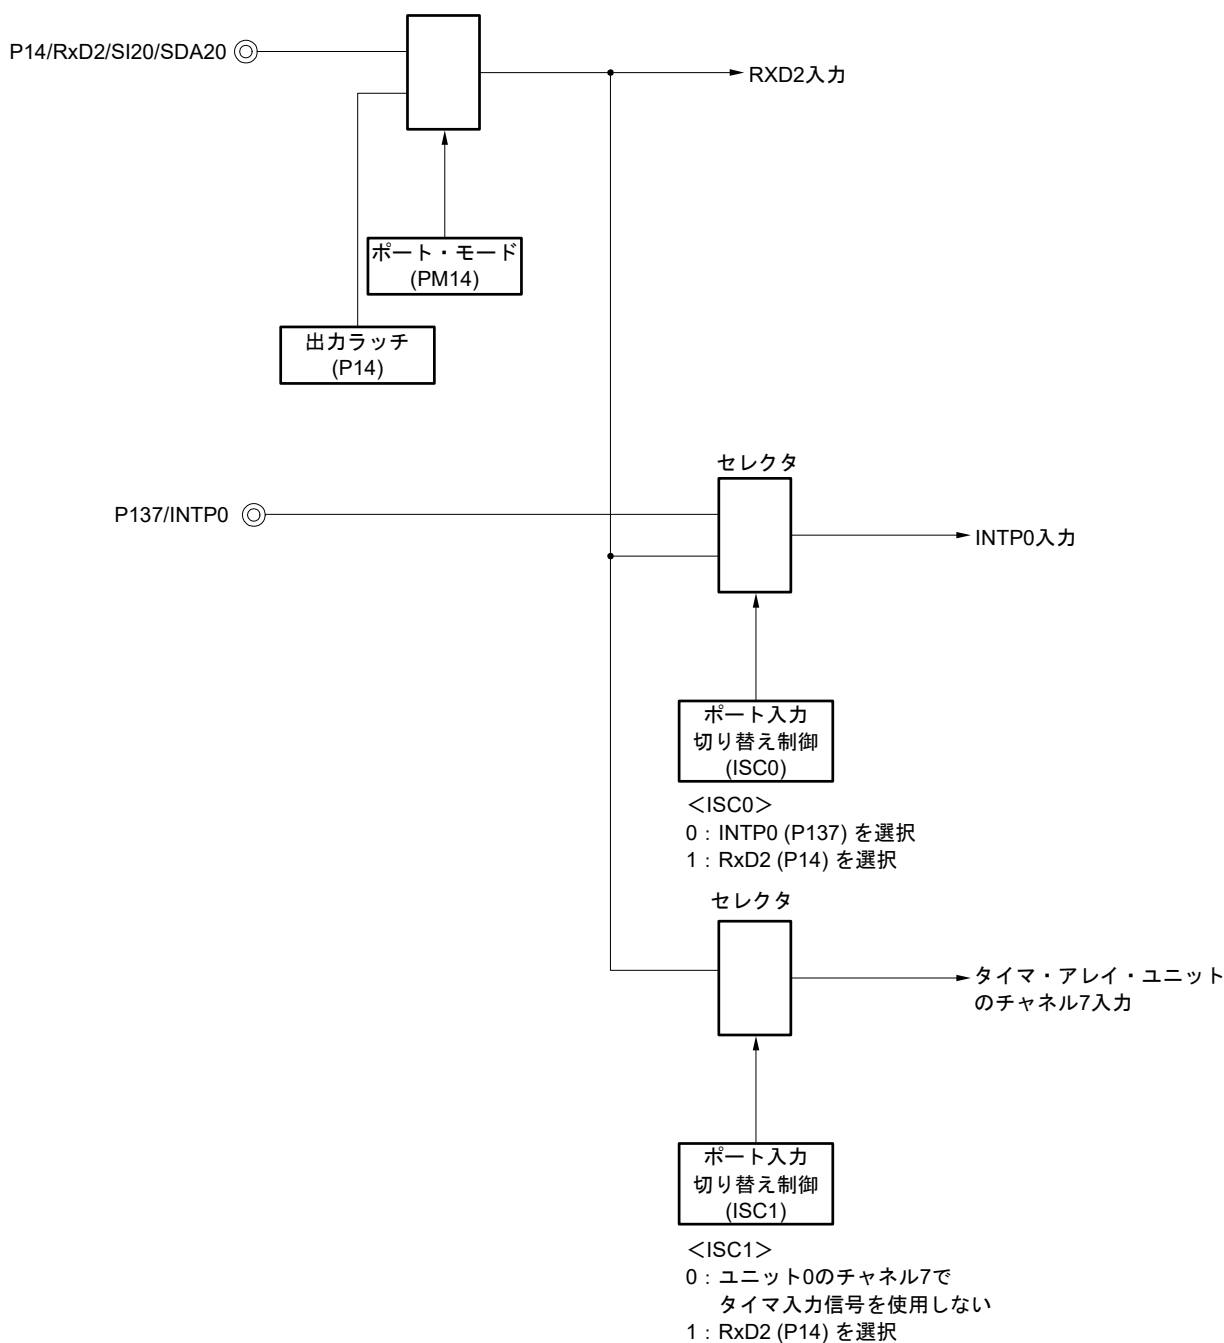 P14/RxD2/SI20/SDA20
RXD2入力
ポート・モード
(PM14)
出力ラッチ
(P14)
セレクタ
P137/INTP0
INTP0入力
ポート入力
切り替え制御
(ISC0)
＜ISC0＞
0：INTP0 (P137) を選択
1：RxD2 (P14) を選択
セレクタ
タイマ・アレイ・ユニット
のチャネル7入力
ポート入力
切り替え制御
(ISC1)
＜ISC1＞
0：ユニット0のチャネル7で
タイマ入力信号を使用しない
1：RxD2 (P14) を選択